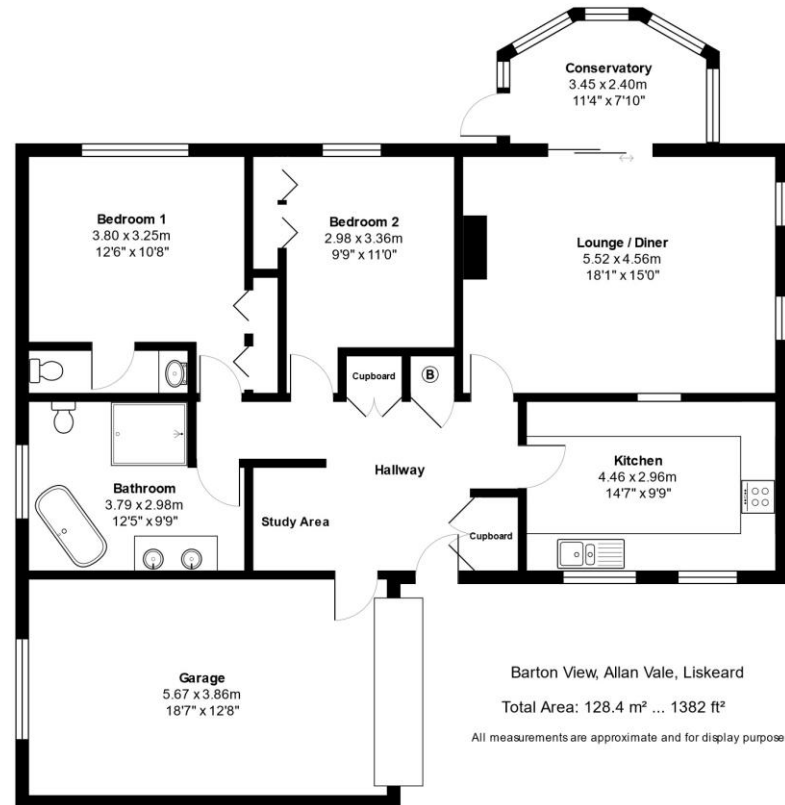 Conservatory
3.45 x 2.40m
11'4" x 7'10"
Bedroom 1
3.80 x 3.25m
12'6" x 10'8"
Bedroom 2
2.98 x 3.36m
9'9" x 11'0"
Lounge / Diner
5.52 x 4.56m
18'1" x 15'0"
Cupboard
B
Hallway
Kitchen
4.46 x 2.96m
14'7" x 9'9"
Bathroom
3.79 x 2.98m
12'5" x 9'9"
Study Area
Cupboard
Garage
5.67 x 3.86m
18'7" x 12'8"
Barton View, Allan Vale, Liskeard
Total Area: 128.4 m² ... 1382 ft²
All measurements are approximate and for display purpose